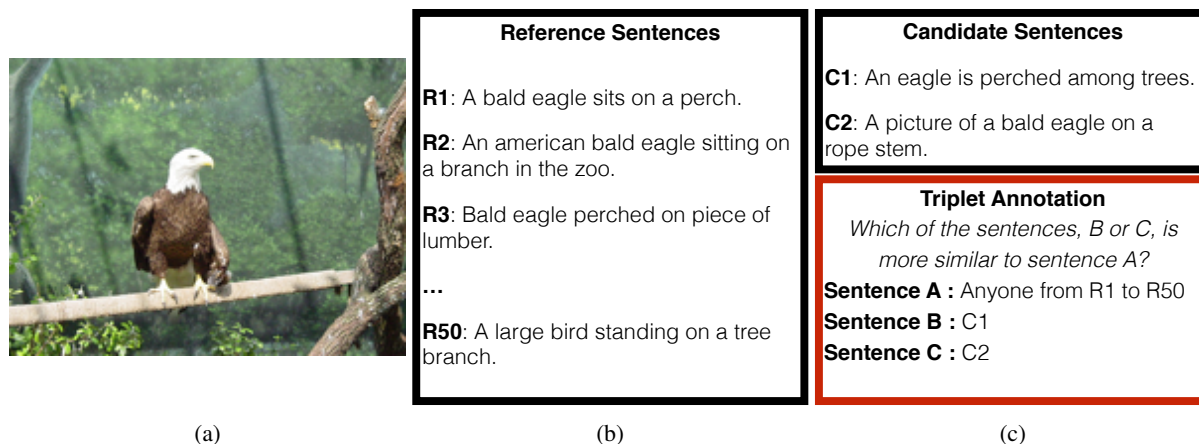 Reference Sentences
R1: A bald eagle sits on a perch.
R2: An american bald eagle sitting on
a branch in the zoo.
R3: Bald eagle perched on piece of
lumber.
...
R50: A large bird standing on a tree
branch.
Candidate Sentences
C1: An eagle is perched among trees.
C2: A picture of a bald eagle on a
rope stem.
Triplet Annotation
Which of the sentences, B or C, is
more similar to sentence A?
Sentence A : Anyone from R1 to R50
Sentence B : C1
Sentence C : C2
(a)
(b)
(c)